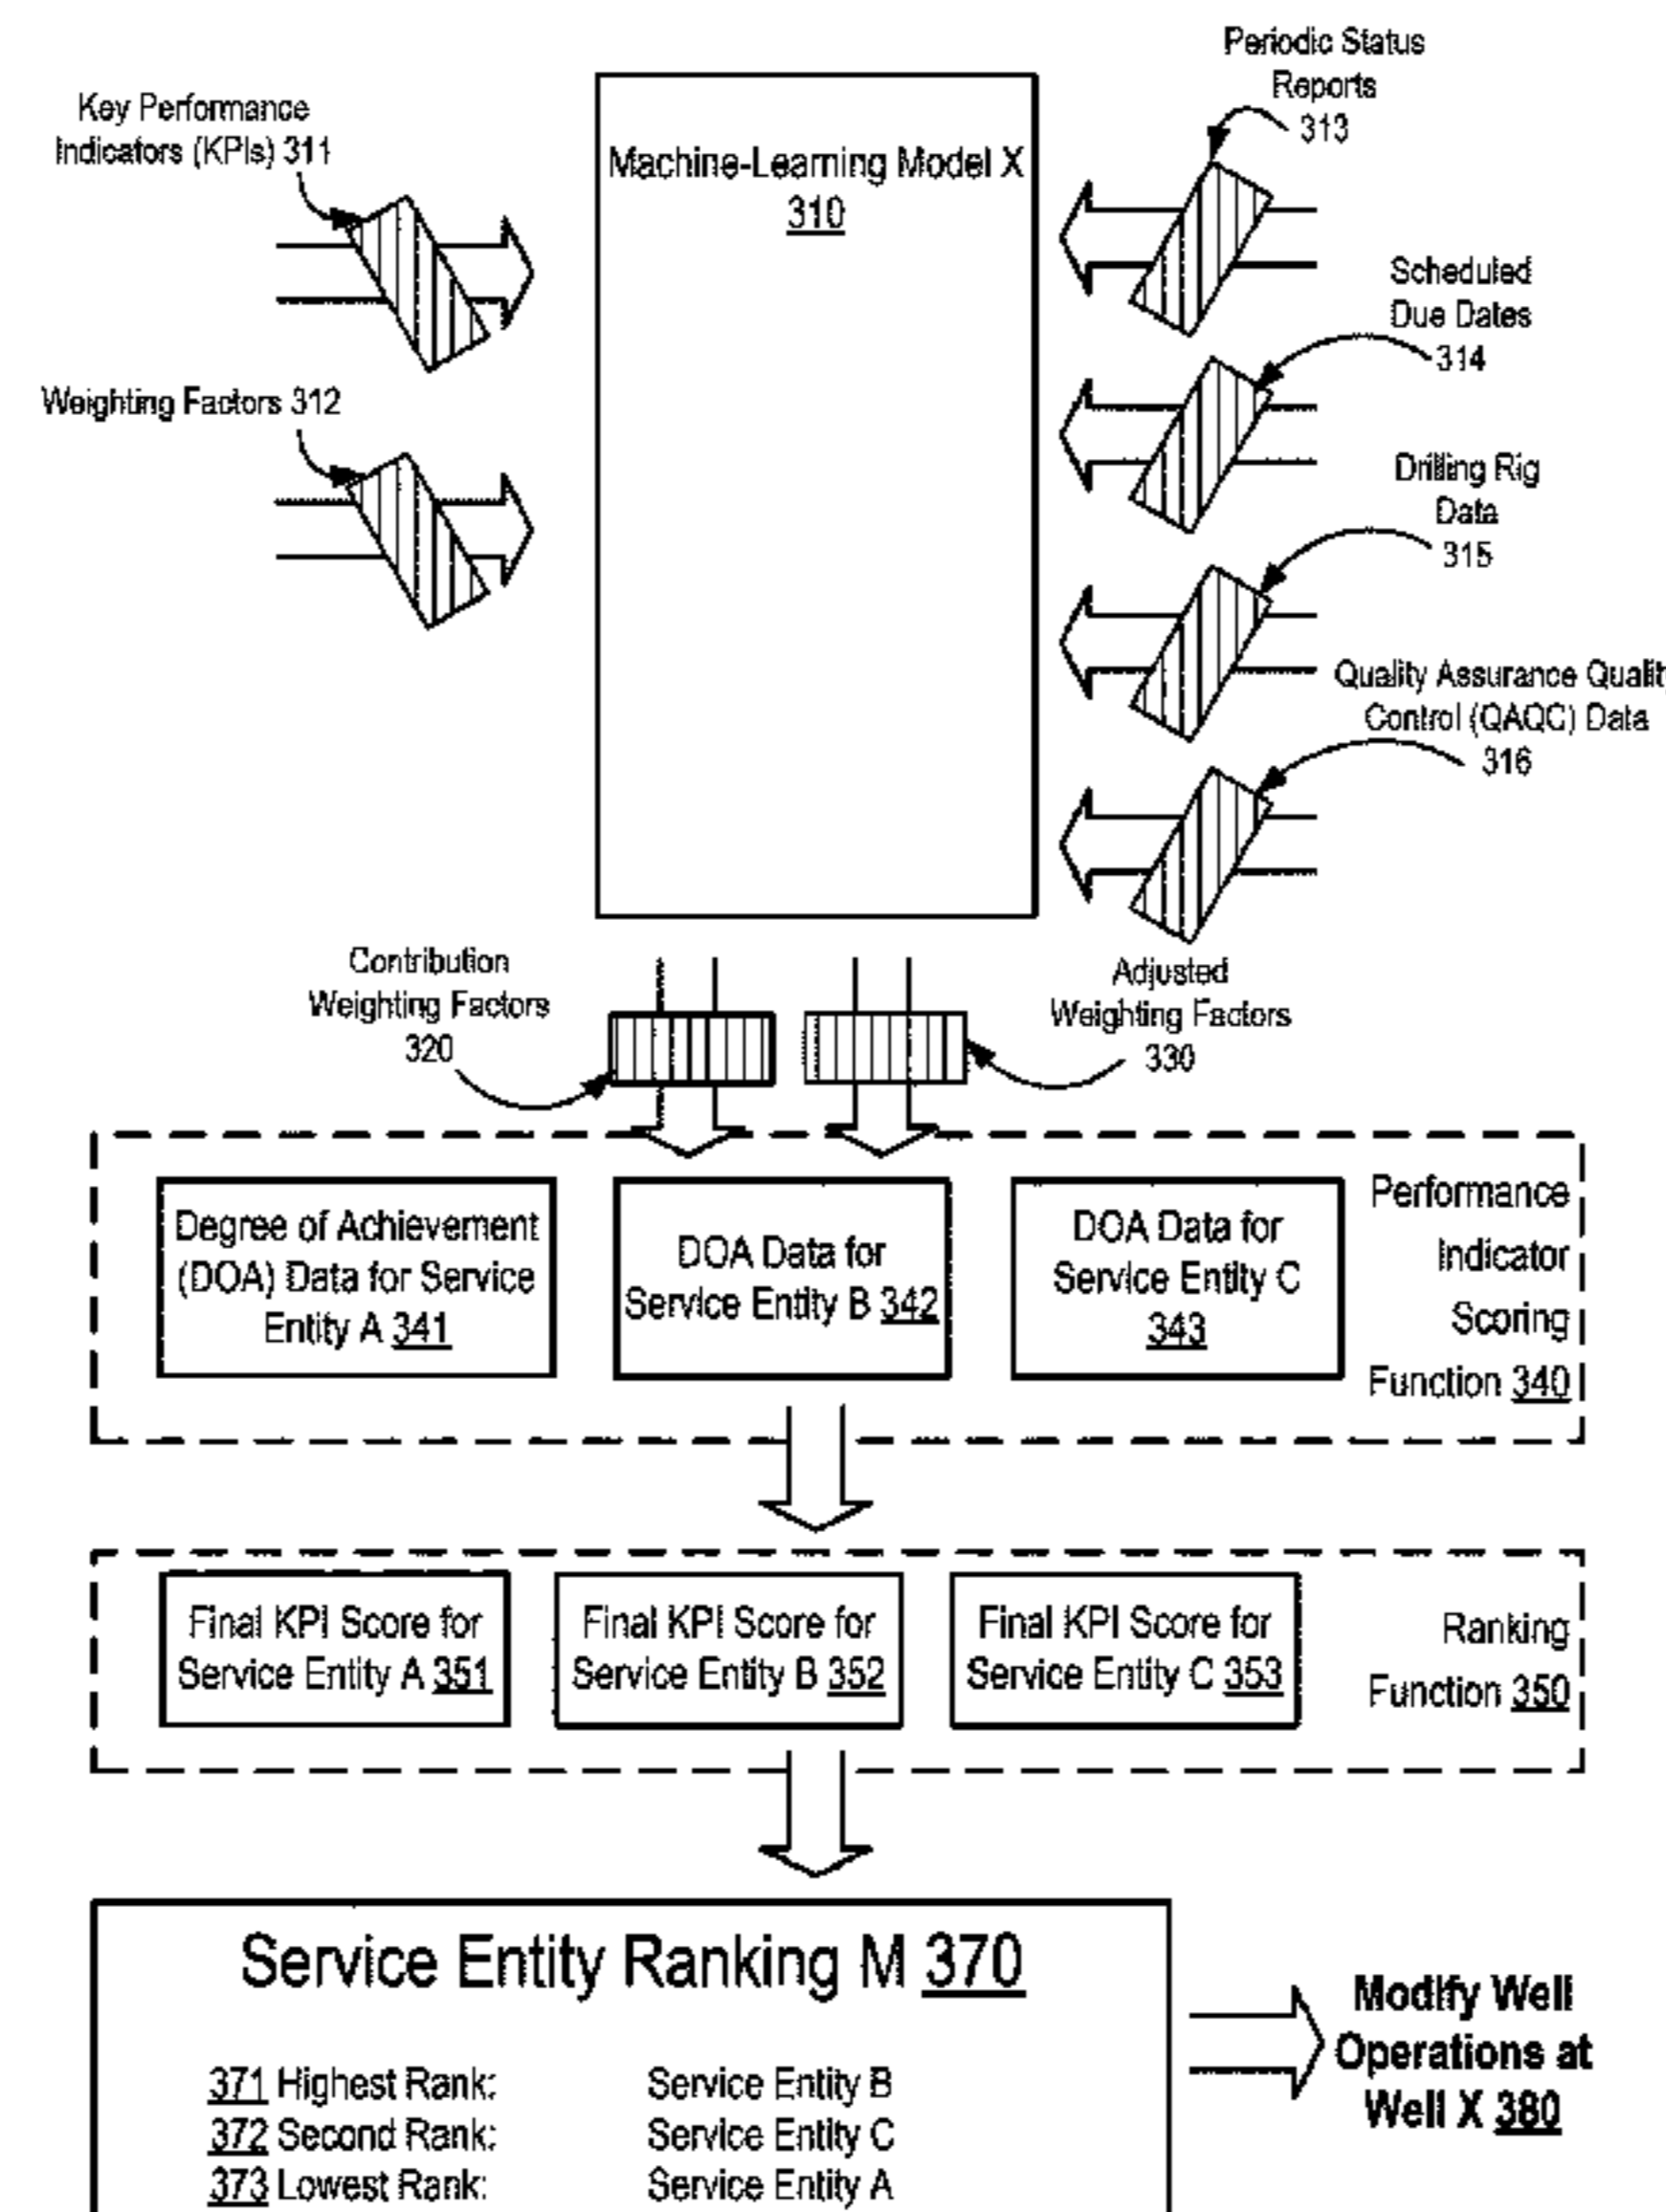 Key Performance
Indicators (KPIs) 311
Machine-Learning Model X
310
Periodic Status
Reports
313
Scheduled
Due Dates
314
Weighting Factors 312
Drilling Rig
Data
315
Quality Assurance Quality
Control (QAQC) Data
316
Contribution
Weighting Factors
320
Adjusted
Weighting Factors
330
Degree of Achievement
(DOA) Data for Service
Entity A 341
DOA Data for
Service Entity B 342
DOA Data for
Service Entity C
343
Performance
Indicator
Scoring
Function 340
Final KPI Score for
Service Entity A 351
Final KPI Score for
Service Entity B 352
Final KPI Score for
Service Entity C 353
Ranking
Function 350
Service Entity Ranking M 370
371 Highest Rank: Service Entity B
372 Second Rank: Service Entity C
373 Lowest Rank: Service Entity A
Modify Well
Operations at
Well X 380